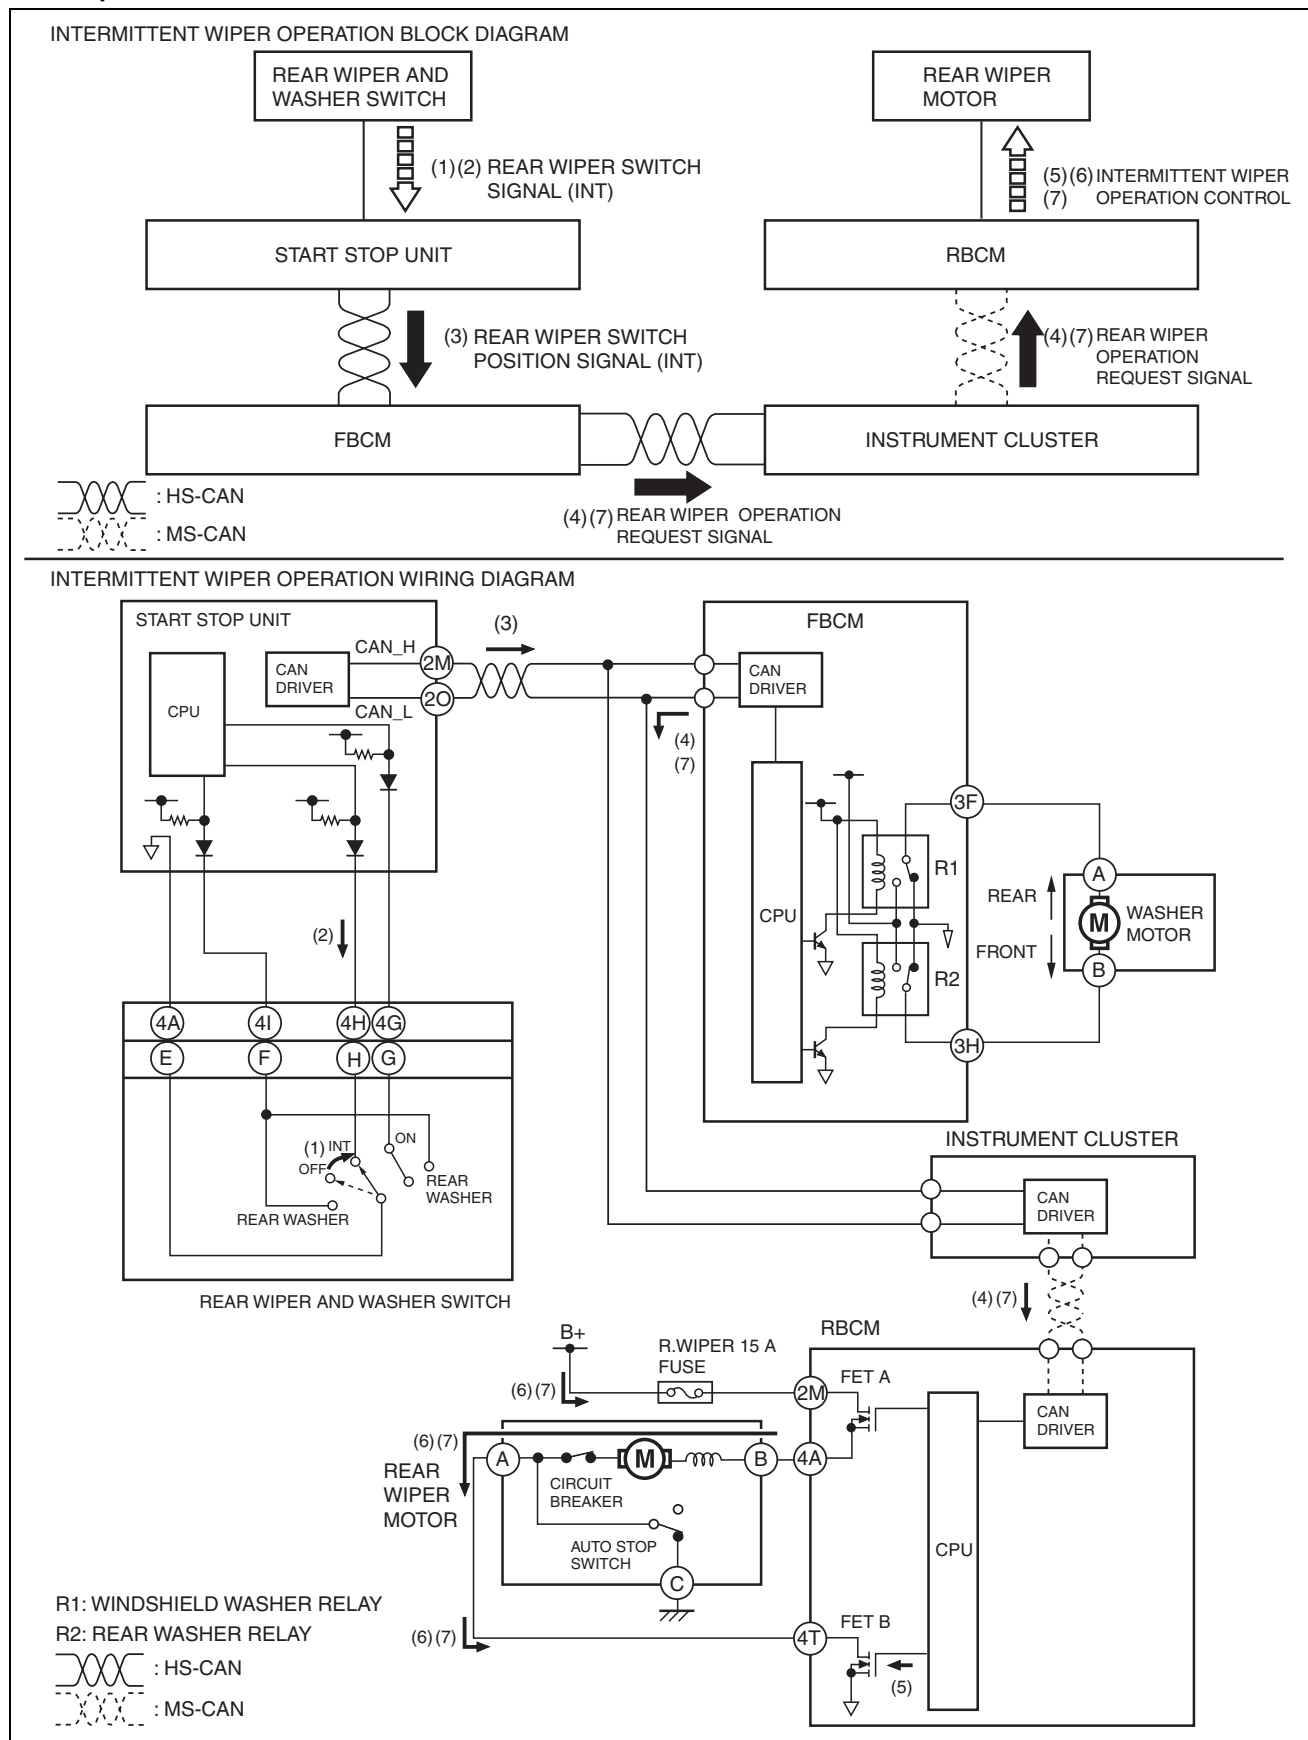 INTERMITTENT WIPER OPERATION BLOCK DIAGRAM
REAR WIPER AND
WASHER SWITCH
REAR WIPER
MOTOR
(1)(2) REAR WIPER SWITCH
SIGNAL (INT)
(5)(6) INTERMITTENT WIPER
(7) OPERATION CONTROL
START STOP UNIT
RBCM
(3) REAR WIPER SWITCH
POSITION SIGNAL (INT)
(4)(7) REAR WIPER
OPERATION
REQUEST SIGNAL
FBCM
INSTRUMENT CLUSTER
: HS-CAN
: MS-CAN
(4)(7) REAR WIPER OPERATION
REQUEST SIGNAL
INTERMITTENT WIPER OPERATION WIRING DIAGRAM
START STOP UNIT
CPU
CAN
DRIVER
CAN_H
CAN_L
2M
2O
(3)
FBCM
CAN
DRIVER
(4)
(7)
CPU
R1
R2
3F
3H
REAR
FRONT
A
M
B
WASHER
MOTOR
(2)
4A
4I
4H
4G
E
F
H
G
(1) INT
OFF
ON
REAR
WASHER
REAR WASHER
REAR WIPER AND WASHER SWITCH
INSTRUMENT CLUSTER
CAN
DRIVER
(4)(7)
RBCM
B+
R.WIPER 15 A
FUSE
(6)(7)
2M
FET A
CAN
DRIVER
(6)(7)
A
M
B
4A
REAR
WIPER
MOTOR
CIRCUIT
BREAKER
AUTO STOP
SWITCH
C
CPU
R1: WINDSHIELD WASHER RELAY
R2: REAR WASHER RELAY
(6)(7)
4T
FET B
(5)
: HS-CAN
: MS-CAN